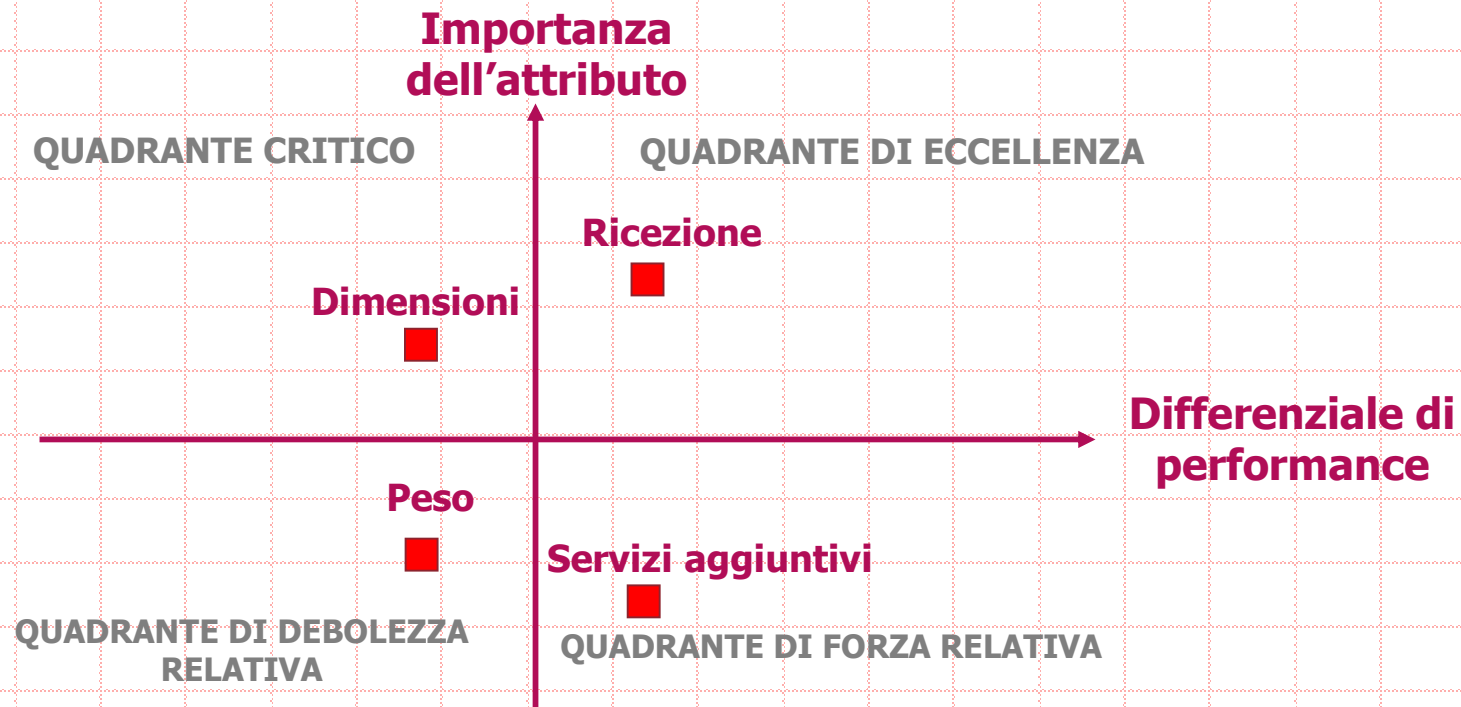 Importanza
dell’attributo
QUADRANTE CRITICO
QUADRANTE DI ECCELLENZA
Ricezione
Dimensioni
Differenziale di
performance
Peso
Servizi aggiuntivi
QUADRANTE DI DEBOLEZZA
RELATIVA
QUADRANTE DI FORZA RELATIVA